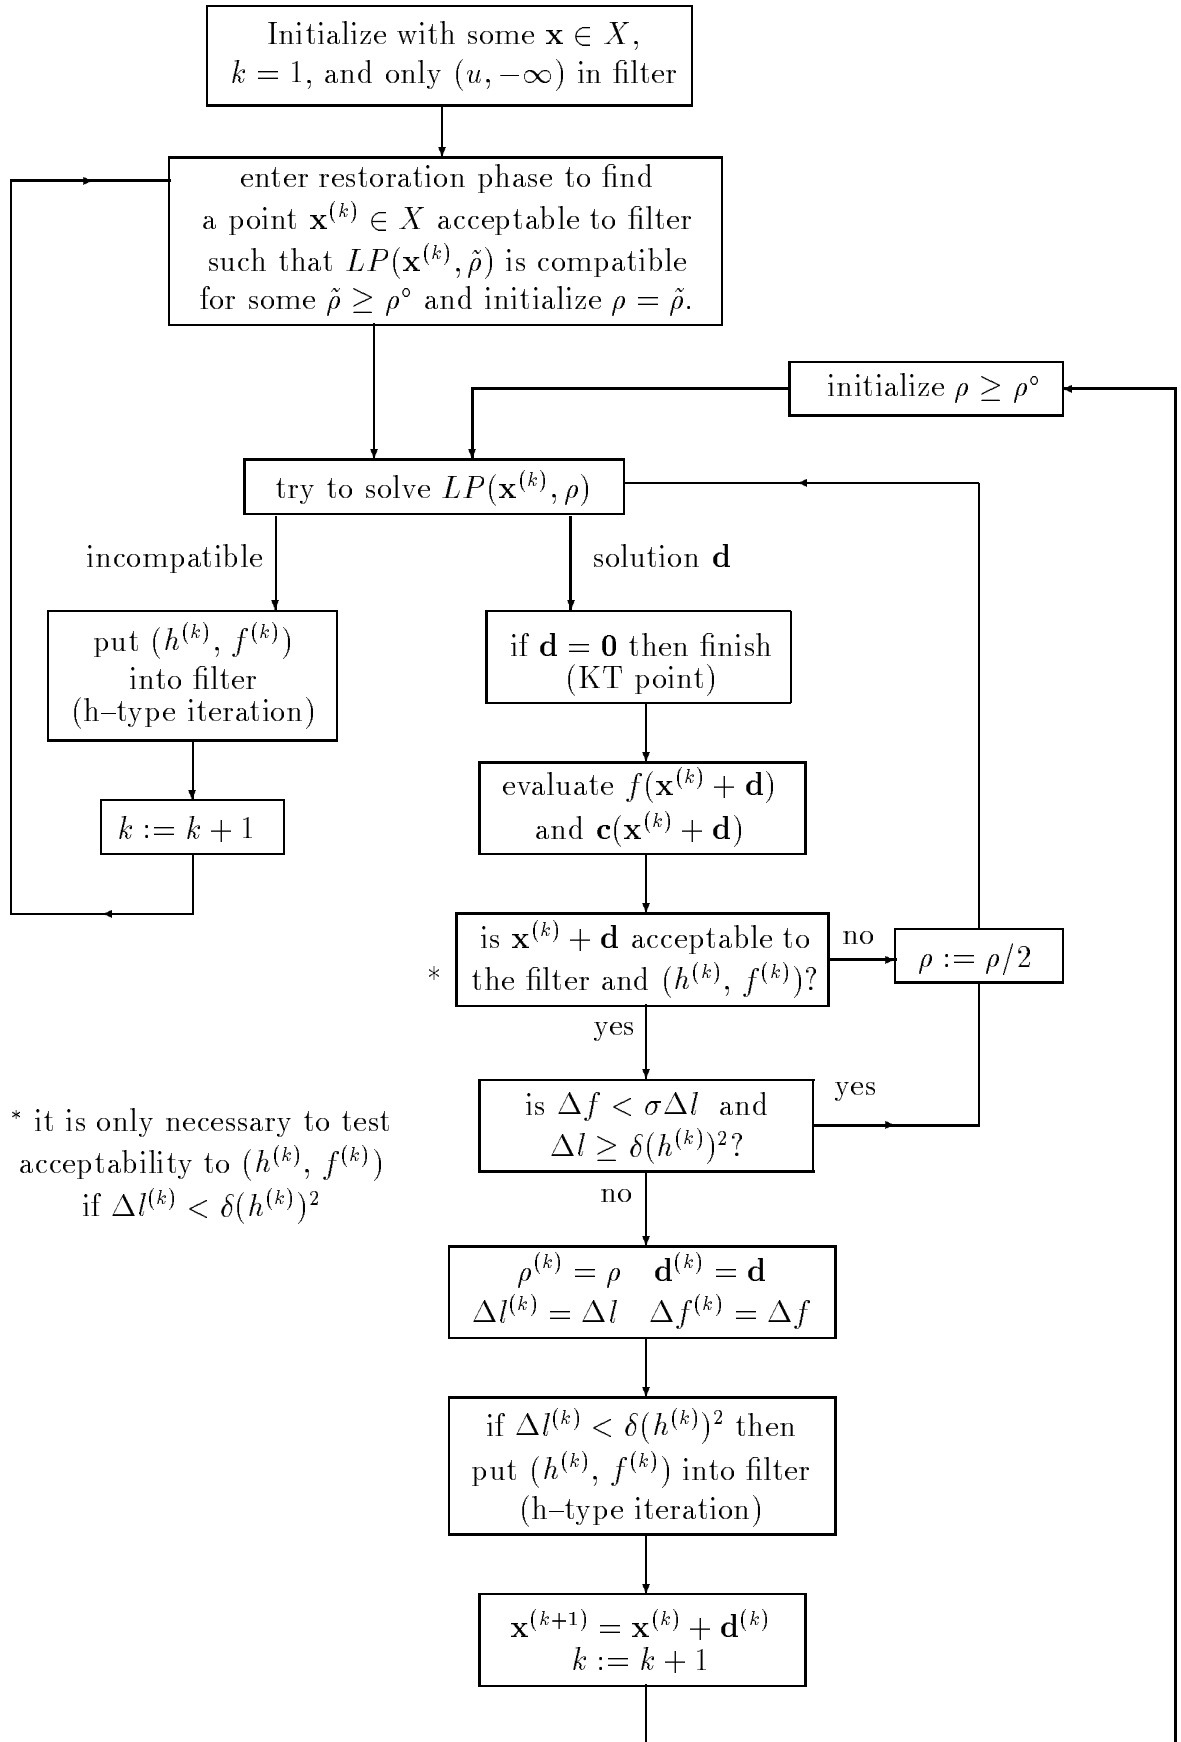 Initialize with some x ∈ X,
k = 1, and only (u, −∞) in filter
enter restoration phase to find
a point x^(k) ∈ X acceptable to filter
such that LP(x^(k), ρ̃) is compatible
for some ρ̃ ≥ ρ° and initialize ρ = ρ̃.
initialize ρ ≥ ρ°
try to solve LP(x^(k), ρ)
incompatible
solution d
put (h^(k), f^(k))
into filter
(h–type iteration)
k := k + 1
if d = 0 then finish
(KT point)
evaluate f(x^(k) + d)
and c(x^(k) + d)
* is x^(k) + d acceptable to
the filter and (h^(k), f^(k))?
no
ρ := ρ/2
yes
is Δf < σΔl and
Δl ≥ δ(h^(k))²?
yes
no
* it is only necessary to test
acceptability to (h^(k), f^(k))
if Δl^(k) < δ(h^(k))²
ρ^(k) = ρ d^(k) = d
Δl^(k) = Δl Δf^(k) = Δf
if Δl^(k) < δ(h^(k))² then
put (h^(k), f^(k)) into filter
(h–type iteration)
x^(k+1) = x^(k) + d^(k)
k := k + 1